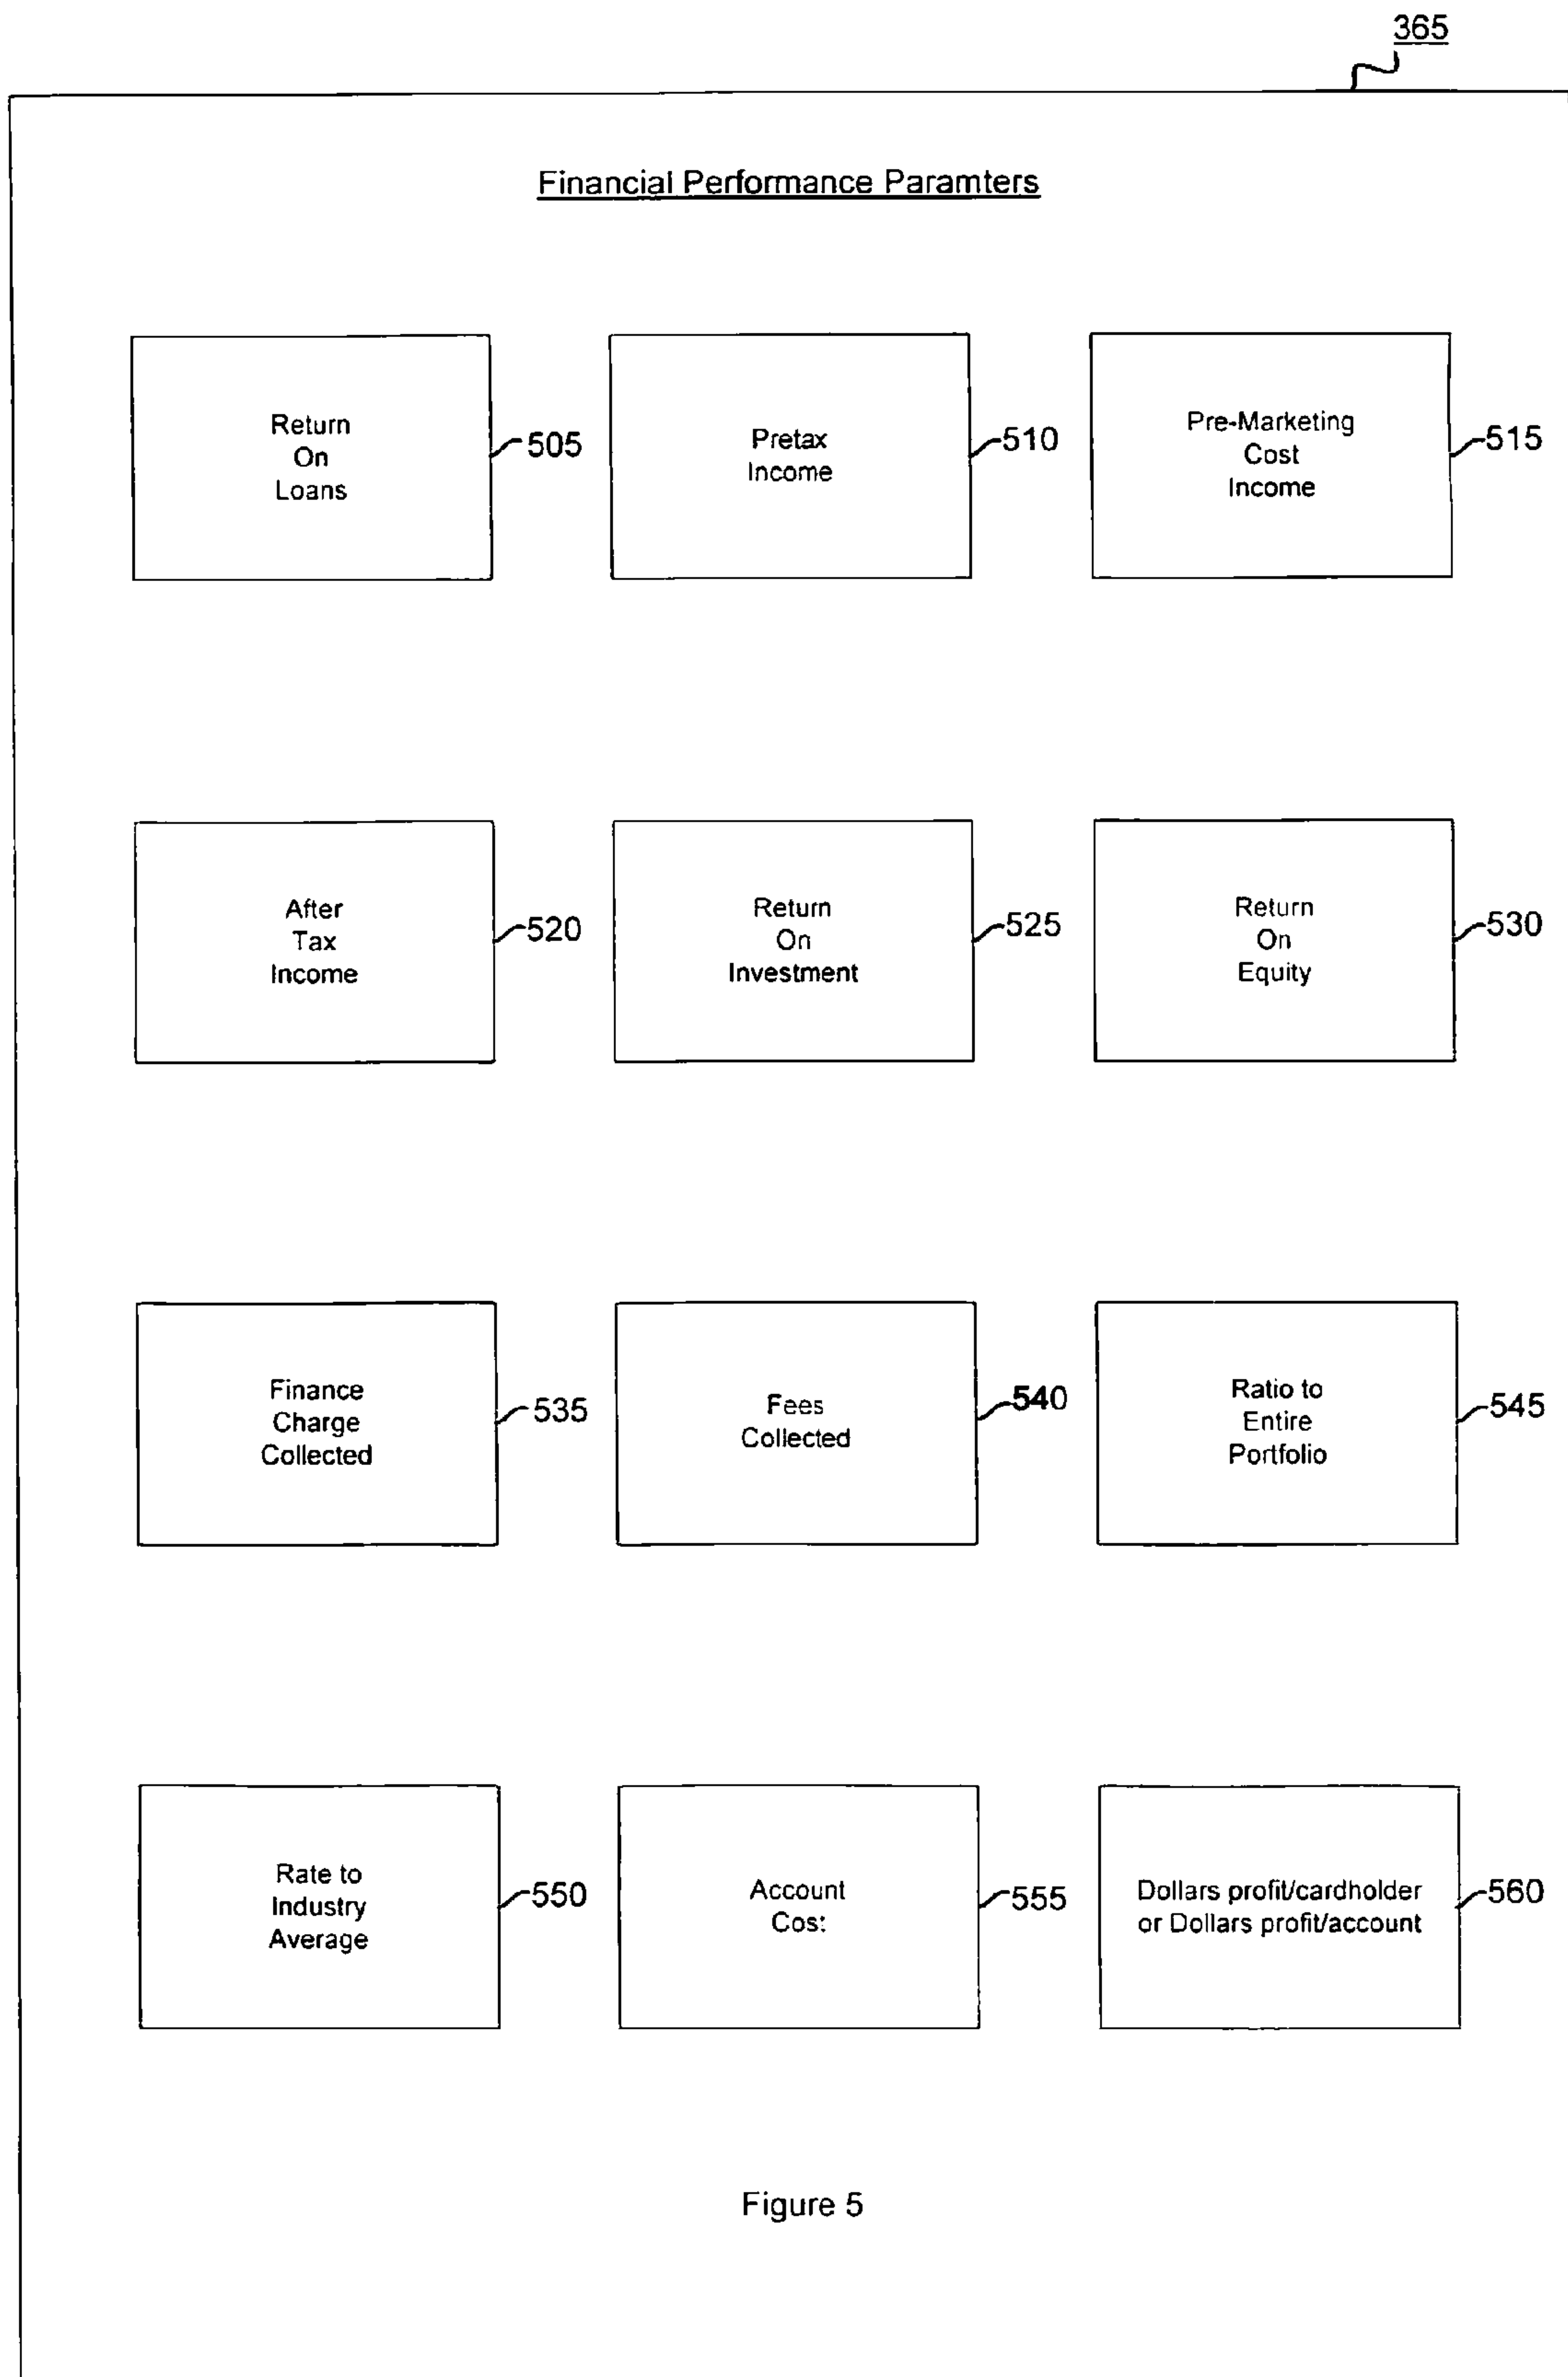 365
Financial Performance Paramters
Return
On
Loans
505
Pretax
Income
510
Pre-Marketing
Cost
Income
515
After
Tax
Income
520
Return
On
Investment
525
Return
On
Equity
530
Finance
Charge
Collected
535
Fees
Collected
540
Ratio to
Entire
Portfolio
545
Rate to
Industry
Average
550
Account
Cost
555
Dollars profit/cardholder
or Dollars profit/account
560
Figure 5